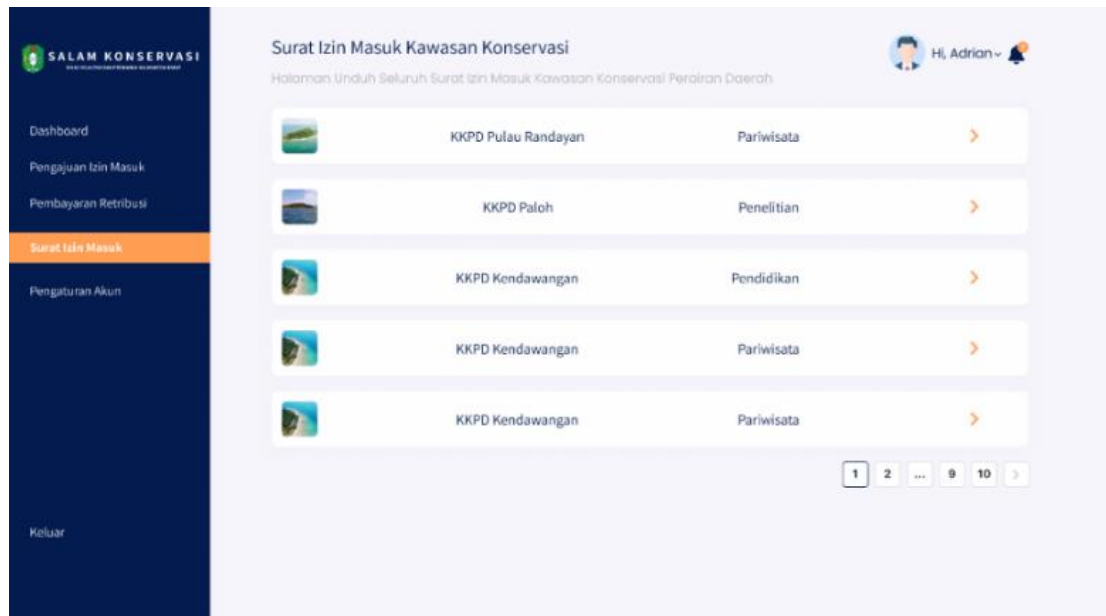 SALAM KONSERVASI
Dashboard
Pengajuan Izin Masuk
Pembayaran Retribusi
Surat Izin Masuk
Pengaturan Akun
Keluar
Surat Izin Masuk Kawasan Konservasi
Halaman Unduh Seluruh Surat Izin Masuk Kawasan Konservasi Perairan Daerah
Hi, Adrian
KKPD Pulau Randayan Pariwisata
KKPD Paloh Penelitian
KKPD Kendawangan Pendidikan
KKPD Kendawangan Pariwisata
KKPD Kendawangan Pariwisata
1 2 ... 9 10 >